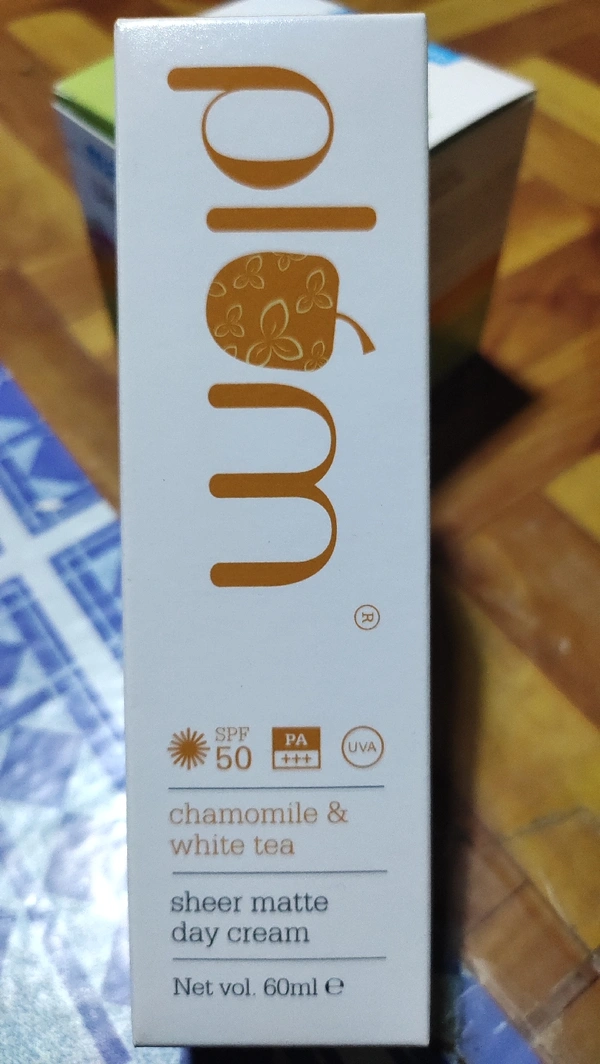 plum
®
SPF
50
PA
+++
UVA
chamomile &
white tea
sheer matte
day cream
Net vol. 60ml ℮